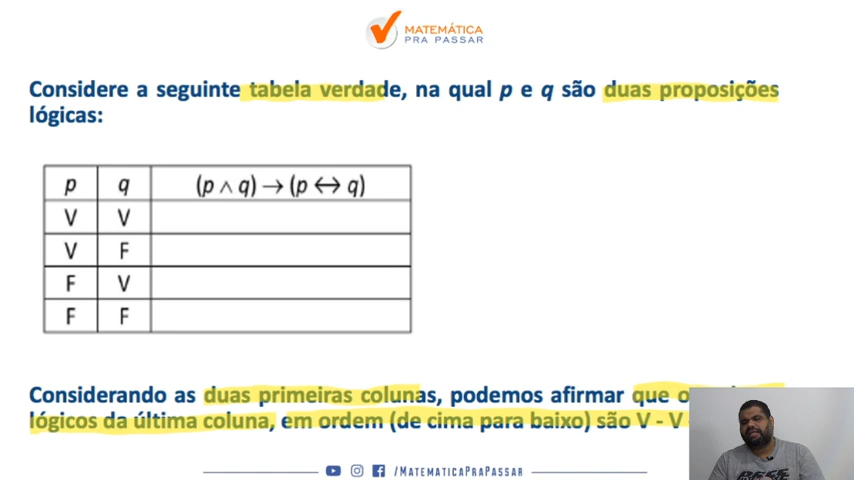 MATEMÁTICA
PRA PASSAR
Considere a seguinte tabela verdade, na qual p e q são duas proposições
lógicas:
p q (p ∧ q) → (p ↔ q)
V V
V F
F V
F F
Considerando as duas primeiras colunas, podemos afirmar que
lógicos da última coluna, em ordem (de cima para baixo) são V - V
/MATEMATICAPRAPASSAR